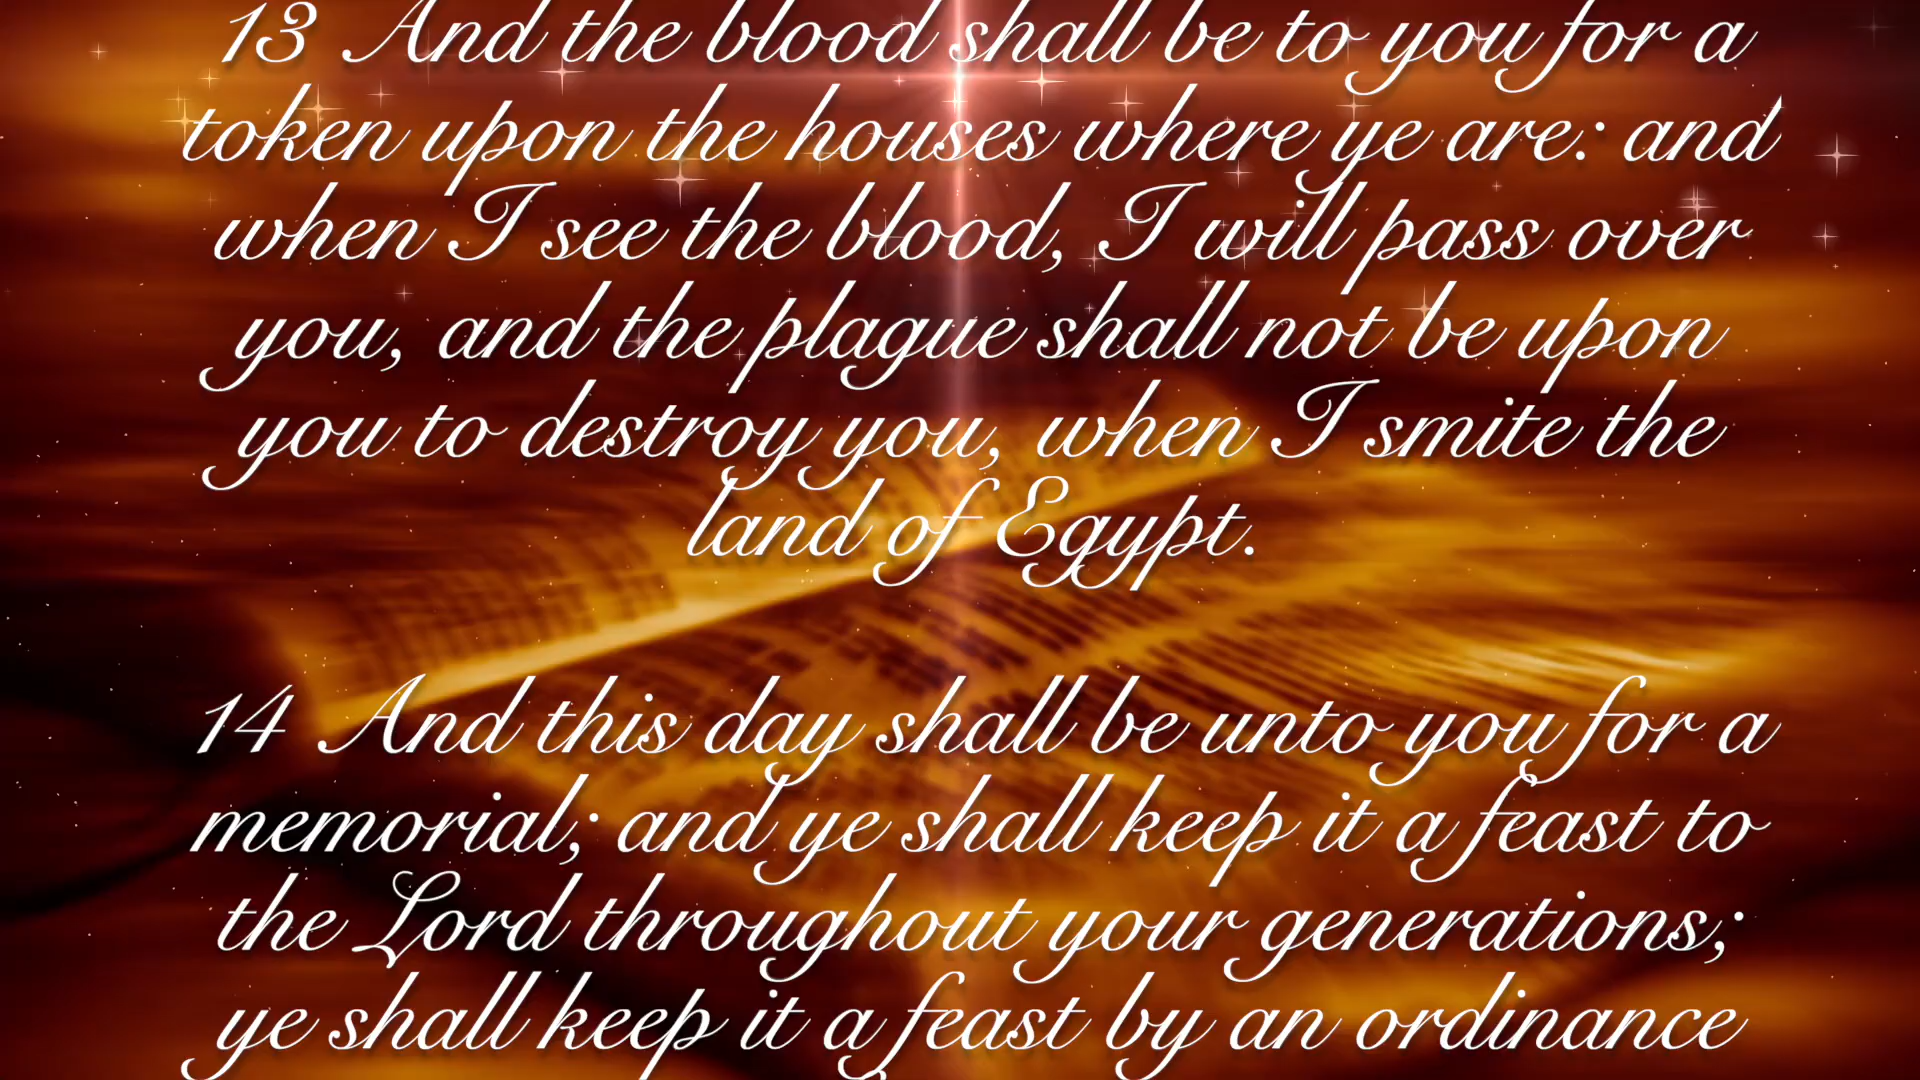 13 And the blood shall be to you for a
token upon the houses where ye are: and
when I see the blood, I will pass over
you, and the plague shall not be upon
you to destroy you, when I smite the
land of Egypt.
14 And this day shall be unto you for a
memorial; and ye shall keep it a feast to
the Lord throughout your generations;
ye shall keep it a feast by an ordinance